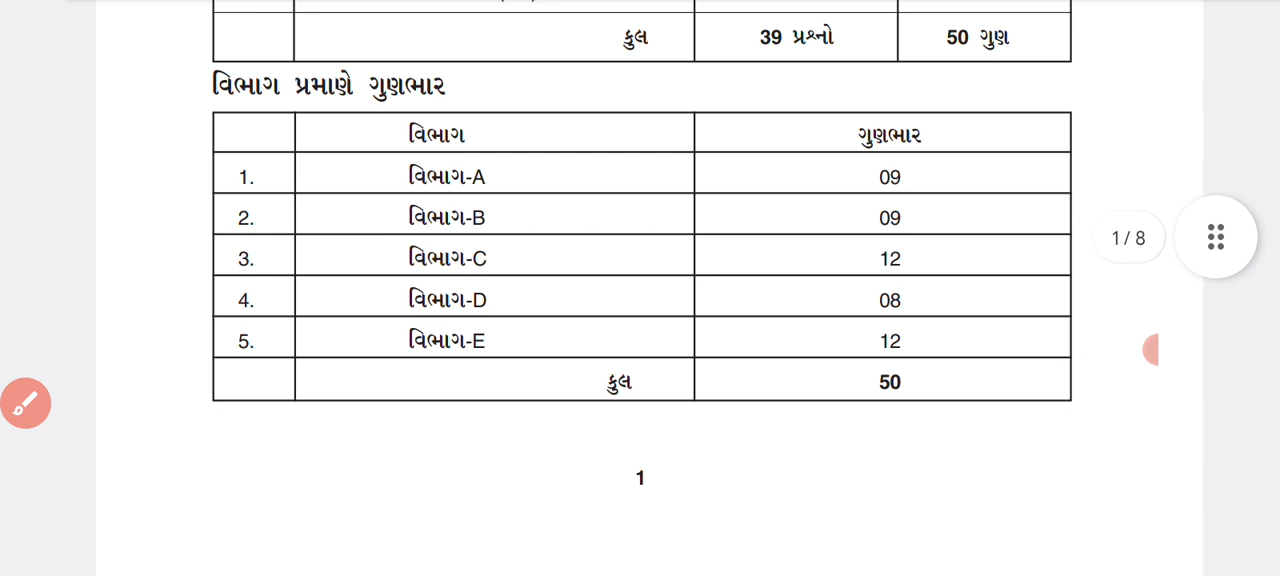 કુલ 39 પ્રશ્નો 50 ગુણ
વિભાગ પ્રમાણે ગુણભાર
વિભાગ ગુણભાર
1. વિભાગ-A 09
2. વિભાગ-B 09
3. વિભાગ-C 12
4. વિભાગ-D 08
5. વિભાગ-E 12
કુલ 50
1 / 8
1